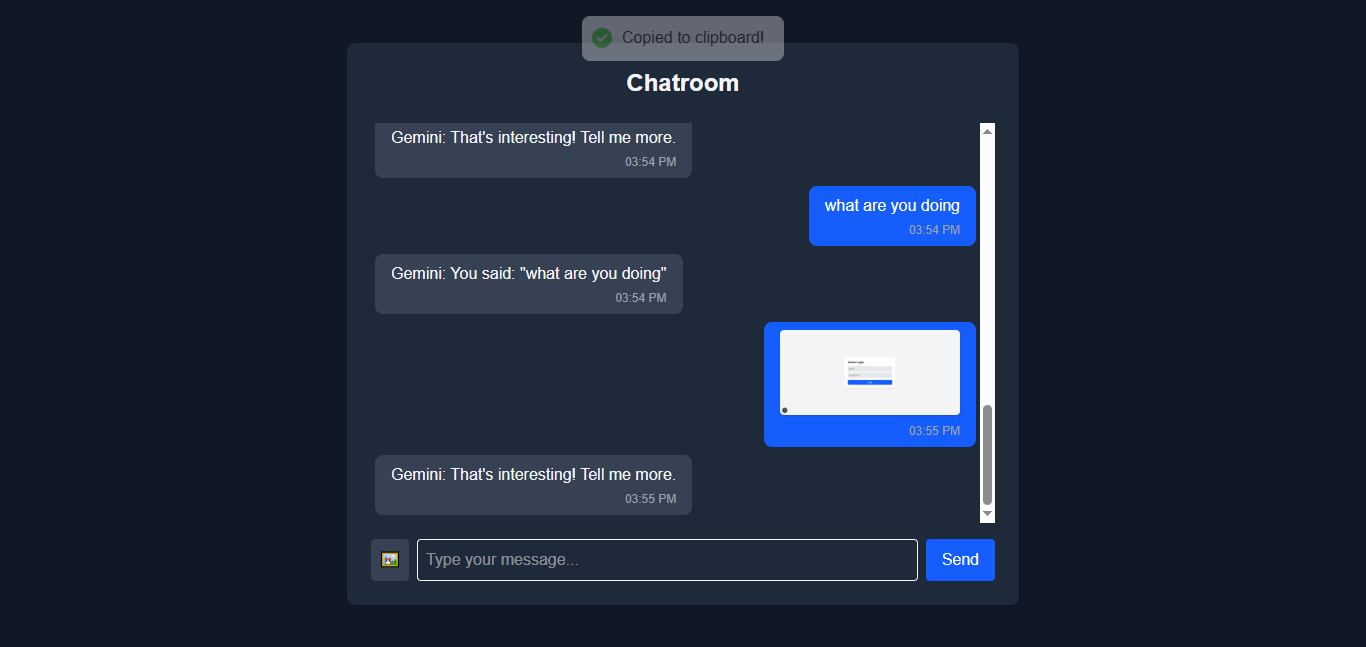 Copied to clipboard!
Chatroom
Gemini: That's interesting! Tell me more.
03:54 PM
what are you doing
03:54 PM
Gemini: You said: "what are you doing"
03:54 PM
03:55 PM
Gemini: That's interesting! Tell me more.
03:55 PM
Type your message...
Send